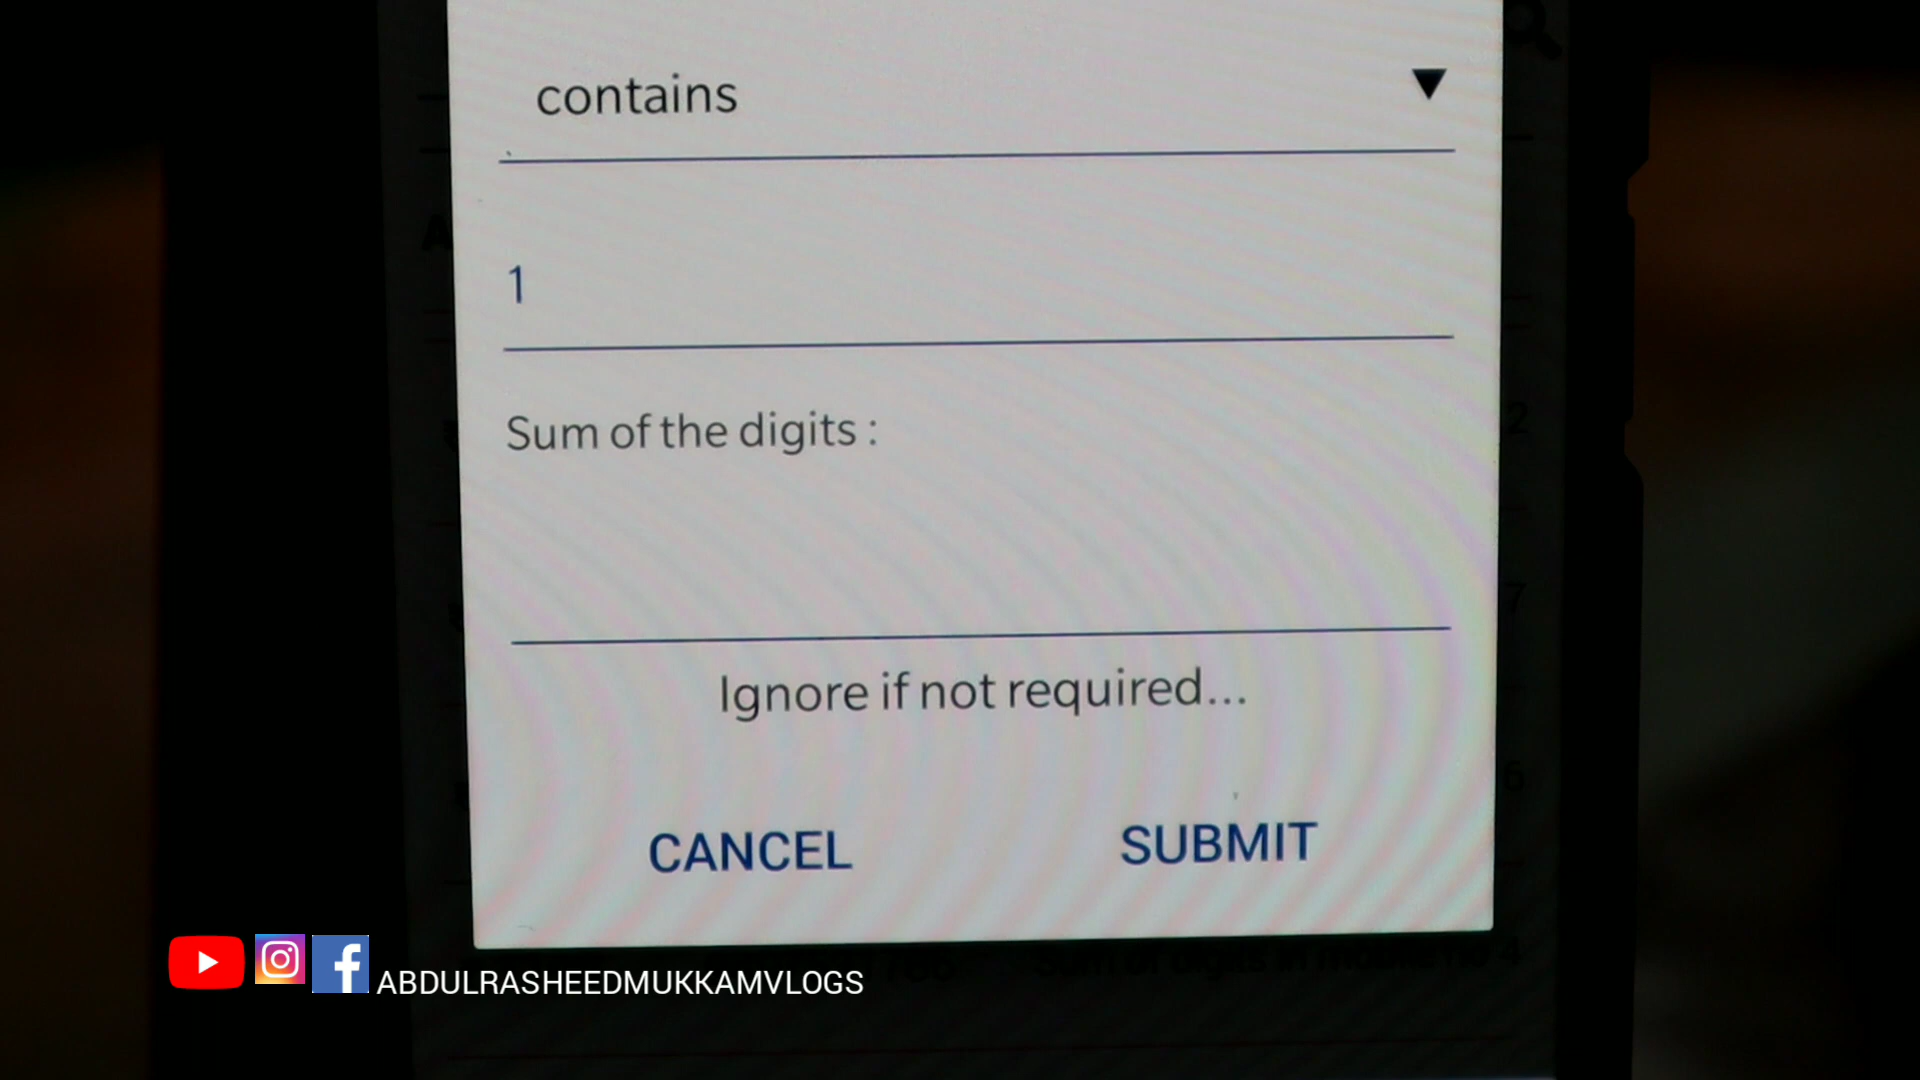 contains
1
Sum of the digits :
Ignore if not required...
CANCEL SUBMIT
ABDULRASHEEDMUKKAMVLOGS